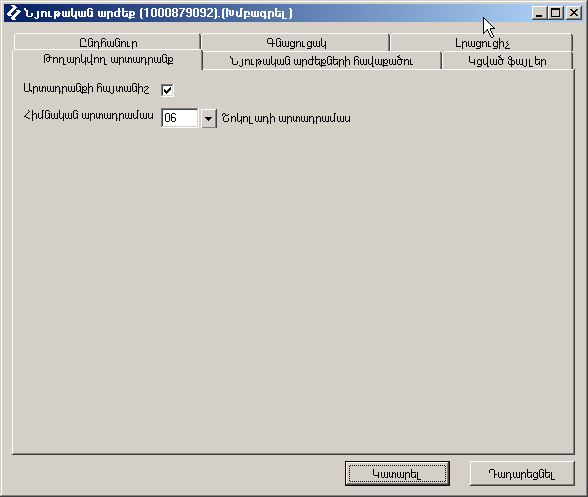 Նյութական արժեք (1000879092).(Խմբագրել)
Ընդհանուր Գնացուցակ Լրացուցիչ
Թողարկվող արտադրանք Նյութական արժեքների հավաքածու Կցված ֆայլեր
Արտադրանքի հայտանիշ
Հիմնական արտադրամաս 06 Շոկոլադի արտադրամաս
Կատարել Դադարեցնել